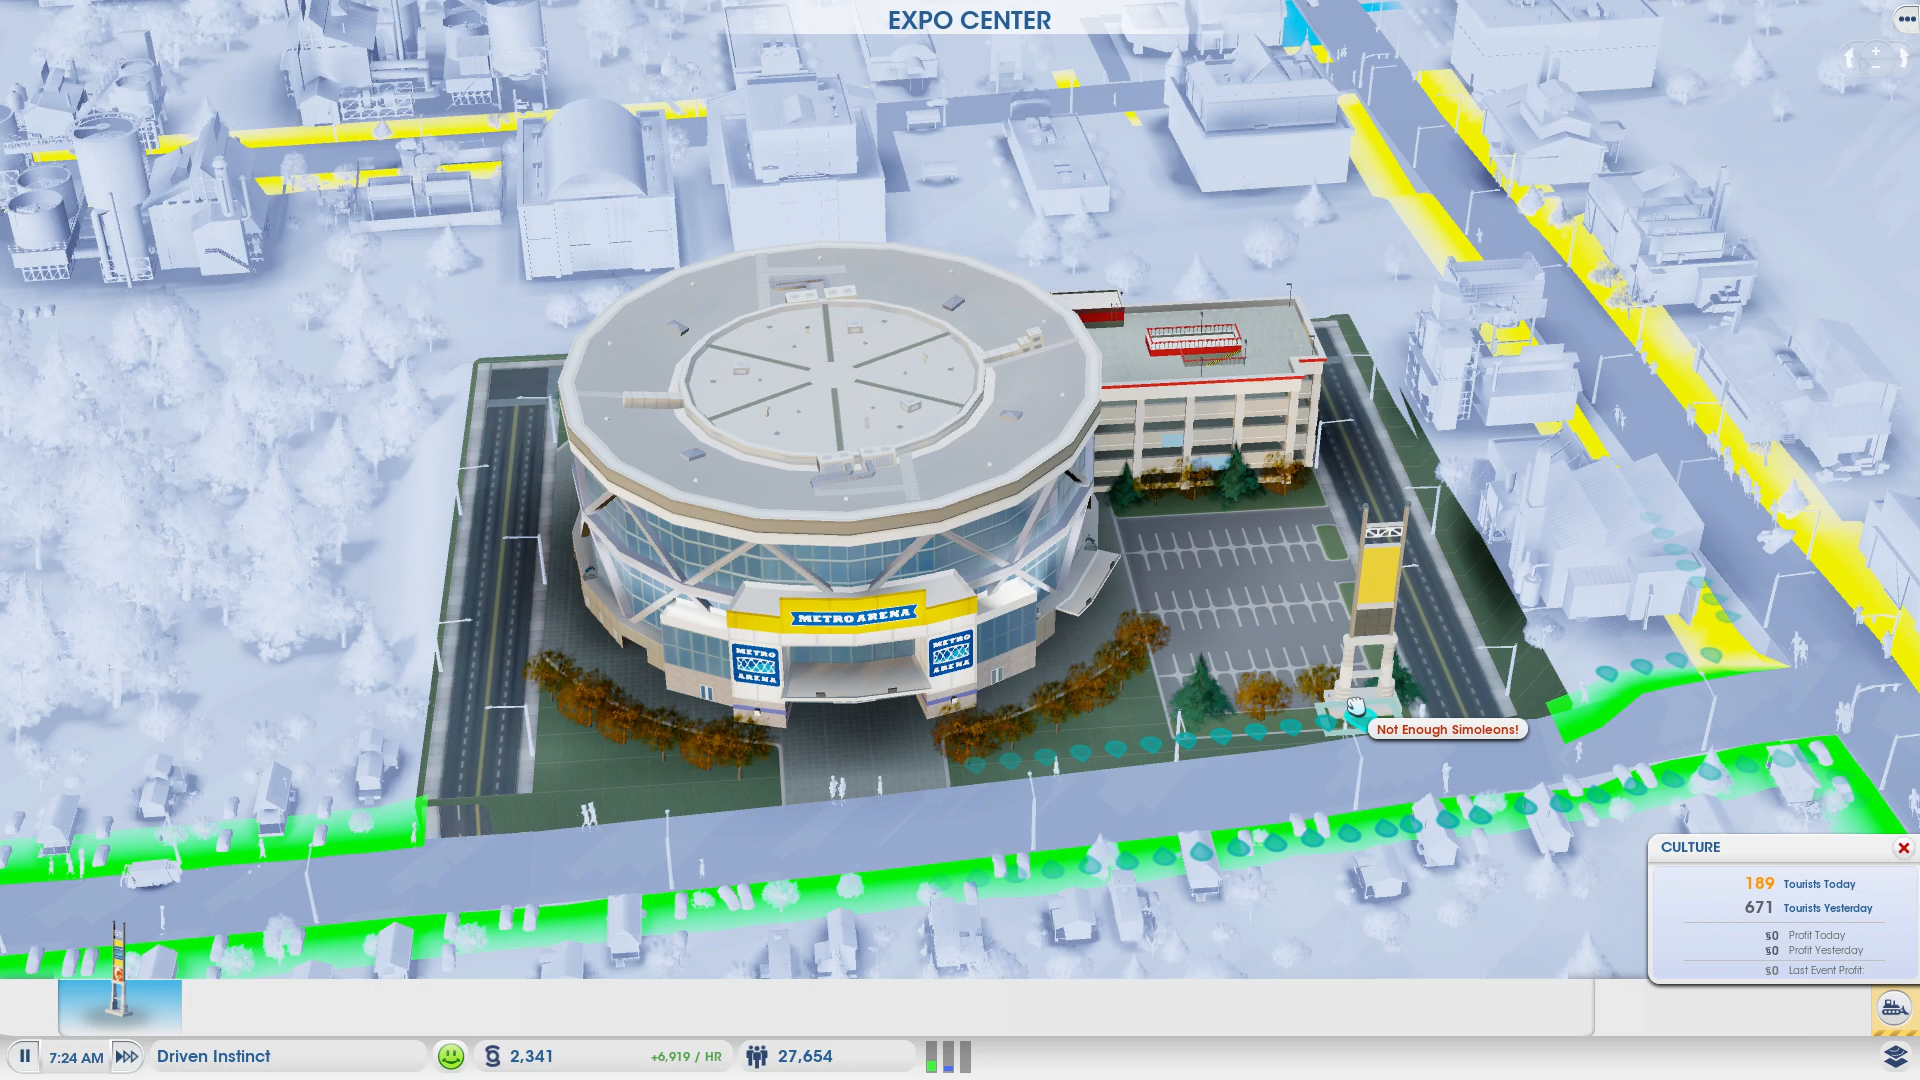 EXPO CENTER
METRO ARENA
METRO
ARENA
METRO
ARENA
Not Enough Simoleons!
CULTURE
189 Tourists Today
671 Tourists Yesterday
§0 Profit Today
§0 Profit Yesterday
§0 Last Event Profit:
7:24 AM
Driven Instinct
2,341
+6,919 / HR
27,654